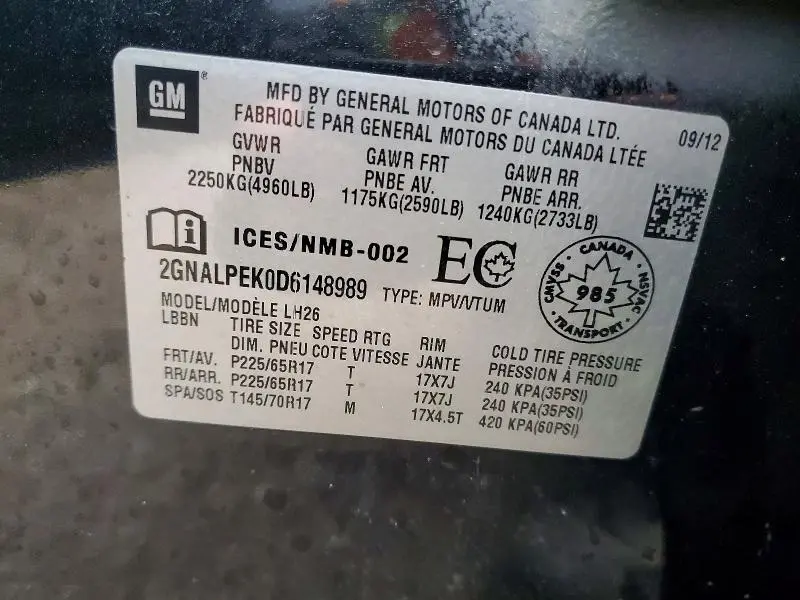 GM
MFD BY GENERAL MOTORS OF CANADA LTD.
FABRIQUÉ PAR GENERAL MOTORS DU CANADA LTÉE
09/12
GVWR GAWR FRT GAWR RR
PNBV PNBE AV. PNBE ARR.
2250KG(4960LB) 1175KG(2590LB) 1240KG(2733LB)
ICES/NMB-002
EC
2GNALPEK0D6148989 TYPE: MPV/VTUM
CANADA
CMVSS 985 NSVAC
TRANSPORT
MODEL/MODÈLE LH26
LBBN TIRE SIZE SPEED RTG RIM COLD TIRE PRESSURE
DIM. PNEU COTE VITESSE JANTE PRESSION À FROID
FRT/AV. P225/65R17 T 17X7J 240 KPA(35PSI)
RR/ARR. P225/65R17 T 17X7J 240 KPA(35PSI)
SPA/SOS T145/70R17 M 17X4.5T 420 KPA(60PSI)